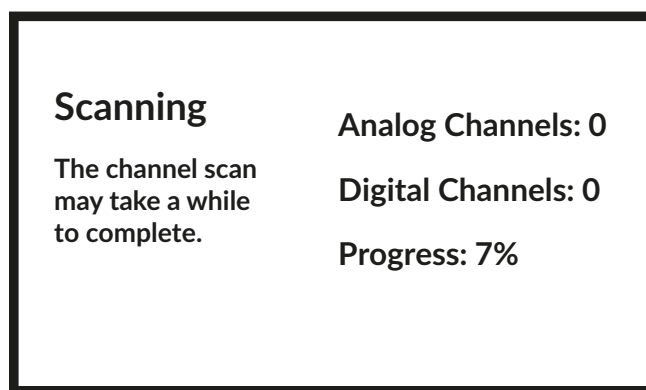 Scanning
The channel scan
may take a while
to complete.
Analog Channels: 0
Digital Channels: 0
Progress: 7%